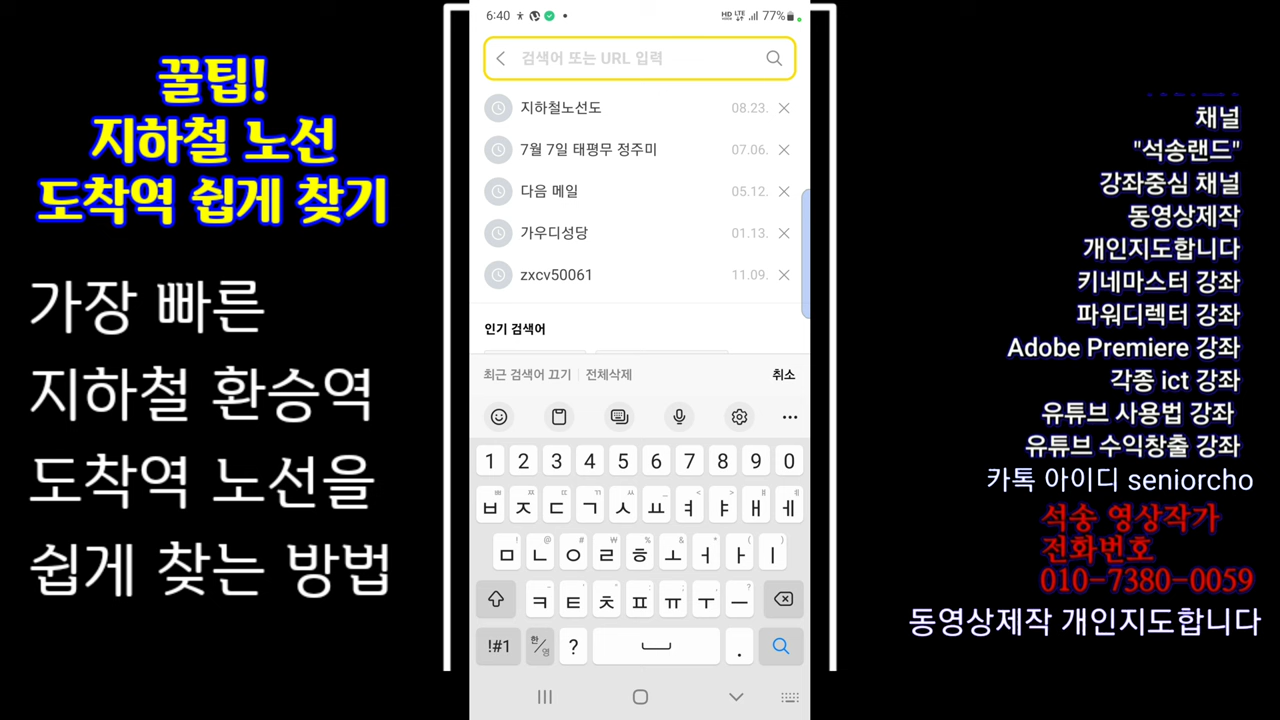 꿀팁!
지하철 노선
도착역 쉽게 찾기
가장 빠른
지하철 환승역
도착역 노선을
쉽게 찾는 방법
6:40
HD LTE 77%
검색어 또는 URL 입력
지하철노선도 08.23.
7월 7일 태평무 정주미 07.06.
다음 메일 05.12.
가우디성당 01.13.
zxcv50061 11.09.
인기 검색어
최근 검색어 끄기 전체삭제 취소
1 2 3 4 5 6 7 8 9 0
ㅂ ㅈ ㄷ ㄱ ㅅ ㅛ ㅕ ㅑ ㅐ ㅔ
ㅁ ㄴ ㅇ ㄹ ㅎ ㅗ ㅓ ㅏ ㅣ
ㅋ ㅌ ㅊ ㅍ ㅠ ㅜ ㅡ
!#1 한/영 ? .
채널
"석송랜드"
강좌중심 채널
동영상제작
개인지도합니다
키네마스터 강좌
파워디렉터 강좌
Adobe Premiere 강좌
각종 ict 강좌
유튜브 사용법 강좌
유튜브 수익창출 강좌
카톡 아이디 seniorcho
석송 영상작가
전화번호
010-7380-0059
동영상제작 개인지도합니다